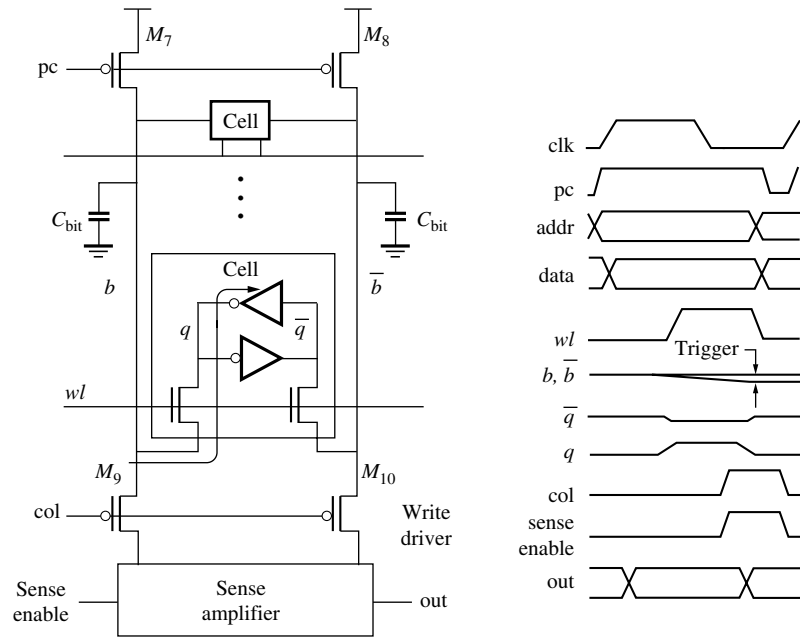 M7
M8
pc
Cell
Cbit
Cbit
b
b̅
Cell
q
q̅
wl
M9
M10
col
Write
driver
Sense
enable
Sense
amplifier
out
clk
pc
addr
data
wl
Trigger
b, b̅
q̅
q
col
sense
enable
out